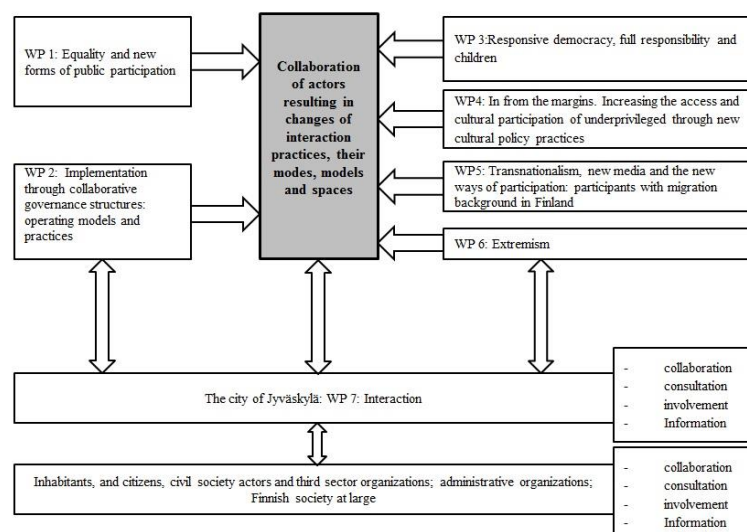 WP 1: Equality and new
forms of public participation
WP 2:  Implementation
through collaborative
governance structures:
operating models and
practices
Collaboration
of actors
resulting in
changes of
interaction
practices, their
modes, models
and spaces
WP 3:Responsive democracy, full responsibility and
children
WP4: In from the margins. Increasing the access and
cultural participation of underprivileged through new
cultural policy practices
WP5: Transnationalism, new media and the new
ways of participation: participants with migration
background in Finland
WP 6: Extremism
The city of Jyväskylä: WP 7: Interaction
- collaboration
- consultation
- involvement
- Information
Inhabitants, and citizens, civil society actors and third sector organizations; administrative organizations;
Finnish society at large
- collaboration
- consultation
- involvement
- Information